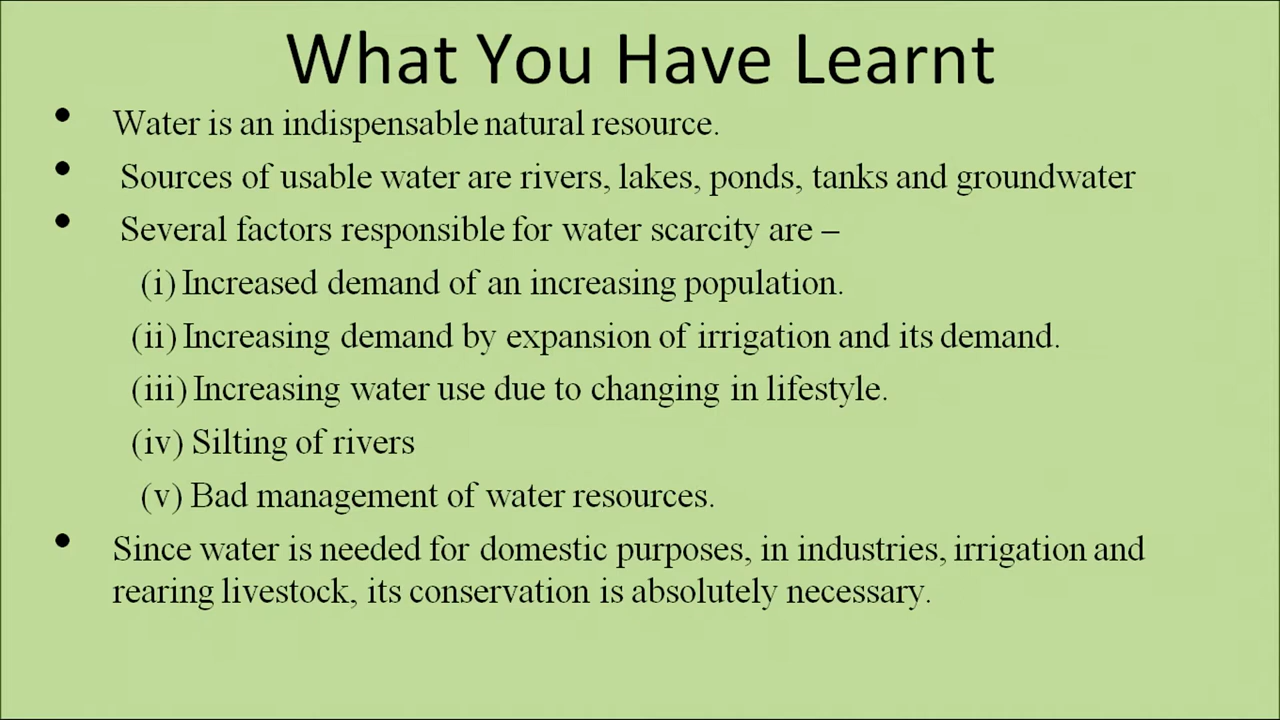 What You Have Learnt
• Water is an indispensable natural resource.
• Sources of usable water are rivers, lakes, ponds, tanks and groundwater
• Several factors responsible for water scarcity are –
(i) Increased demand of an increasing population.
(ii) Increasing demand by expansion of irrigation and its demand.
(iii) Increasing water use due to changing in lifestyle.
(iv) Silting of rivers
(v) Bad management of water resources.
• Since water is needed for domestic purposes, in industries, irrigation and
rearing livestock, its conservation is absolutely necessary.